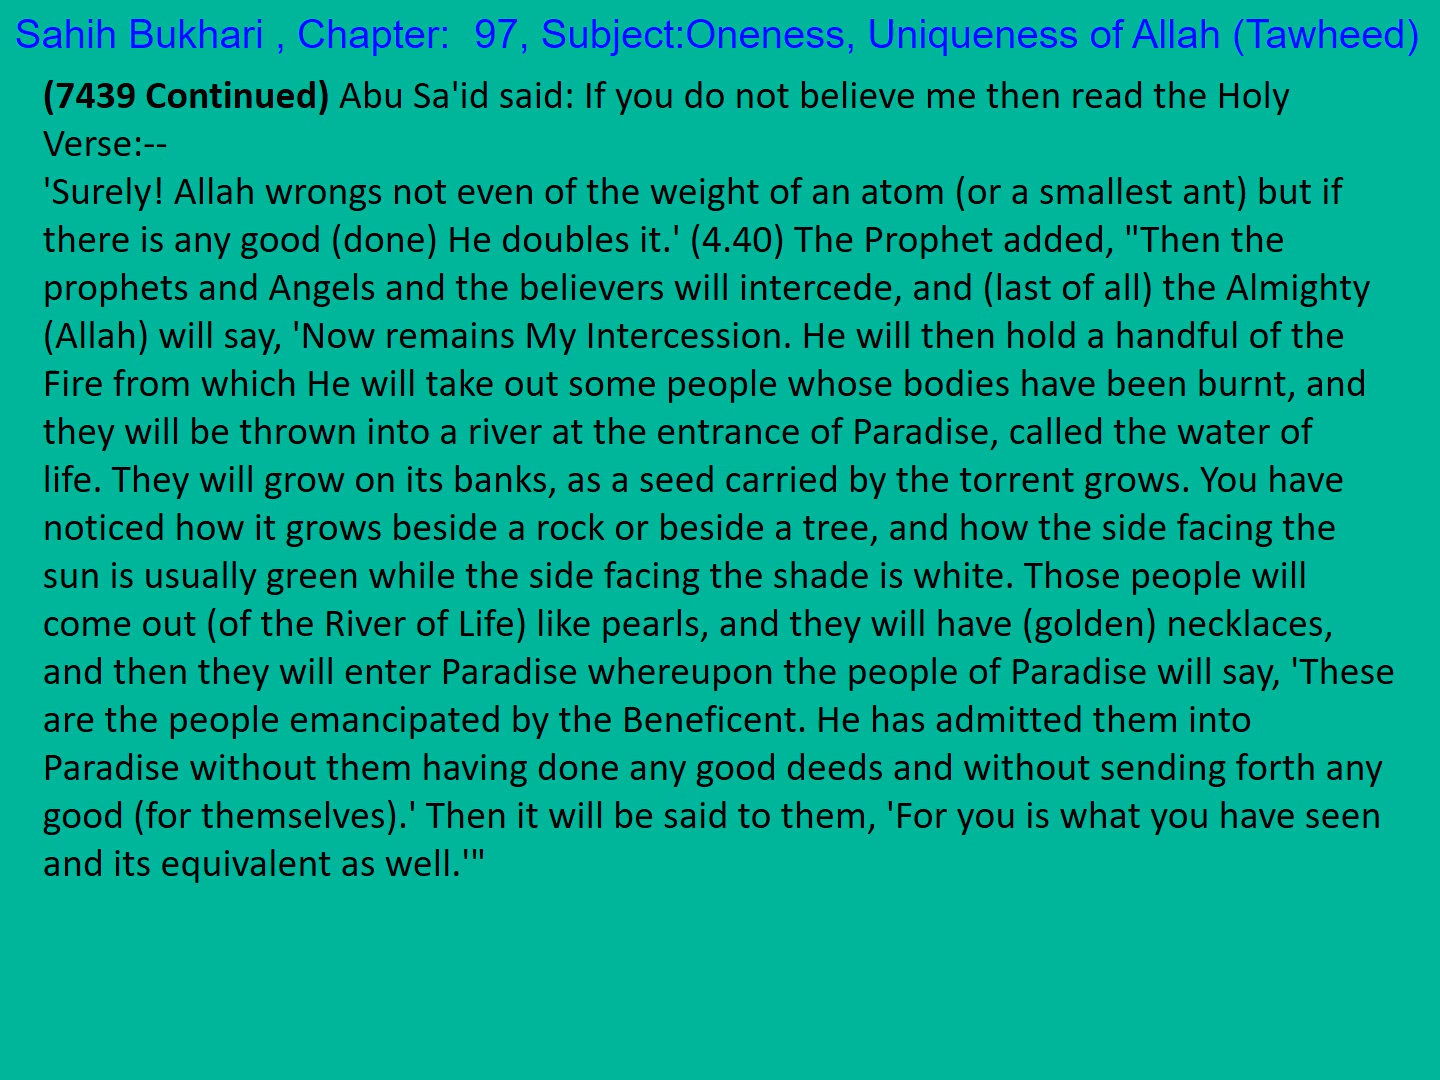 Sahih Bukhari , Chapter:  97, Subject:Oneness, Uniqueness of Allah (Tawheed)
(7439 Continued) Abu Sa'id said: If you do not believe me then read the Holy
Verse:--
'Surely! Allah wrongs not even of the weight of an atom (or a smallest ant) but if
there is any good (done) He doubles it.' (4.40) The Prophet added, "Then the
prophets and Angels and the believers will intercede, and (last of all) the Almighty
(Allah) will say, 'Now remains My Intercession. He will then hold a handful of the
Fire from which He will take out some people whose bodies have been burnt, and
they will be thrown into a river at the entrance of Paradise, called the water of
life. They will grow on its banks, as a seed carried by the torrent grows. You have
noticed how it grows beside a rock or beside a tree, and how the side facing the
sun is usually green while the side facing the shade is white. Those people will
come out (of the River of Life) like pearls, and they will have (golden) necklaces,
and then they will enter Paradise whereupon the people of Paradise will say, 'These
are the people emancipated by the Beneficent. He has admitted them into
Paradise without them having done any good deeds and without sending forth any
good (for themselves).' Then it will be said to them, 'For you is what you have seen
and its equivalent as well.'"